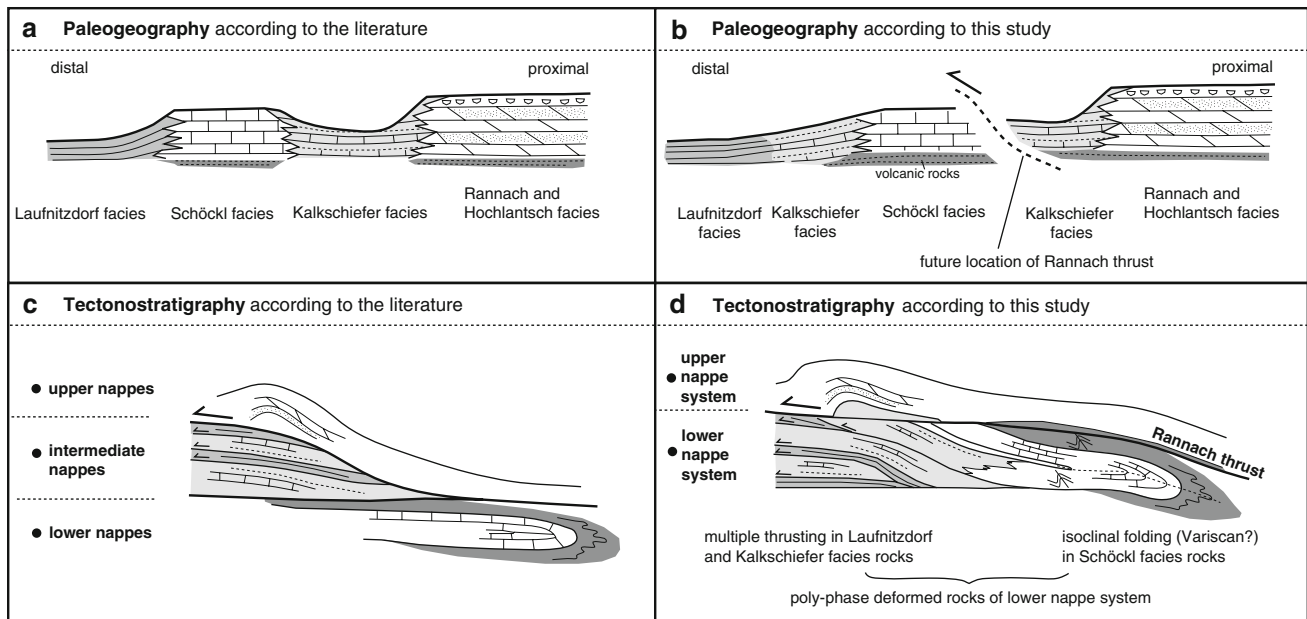 a Paleogeography according to the literature
distal
proximal
Laufnitzdorf facies
Schöckl facies
Kalkschiefer facies
Rannach and
Hochlantsch facies
b Paleogeography according to this study
distal
proximal
volcanic rocks
Laufnitzdorf
facies
Kalkschiefer
facies
Schöckl facies
Kalkschiefer
facies
Rannach and
Hochlantsch facies
future location of Rannach thrust
c Tectonostratigraphy according to the literature
● upper nappes
● intermediate
nappes
● lower nappes
d Tectonostratigraphy according to this study
upper
● nappe
system
lower
● nappe
system
Rannach thrust
multiple thrusting in Laufnitzdorf
and Kalkschiefer facies rocks
isoclinal folding (Variscan?)
in Schöckl facies rocks
poly-phase deformed rocks of lower nappe system